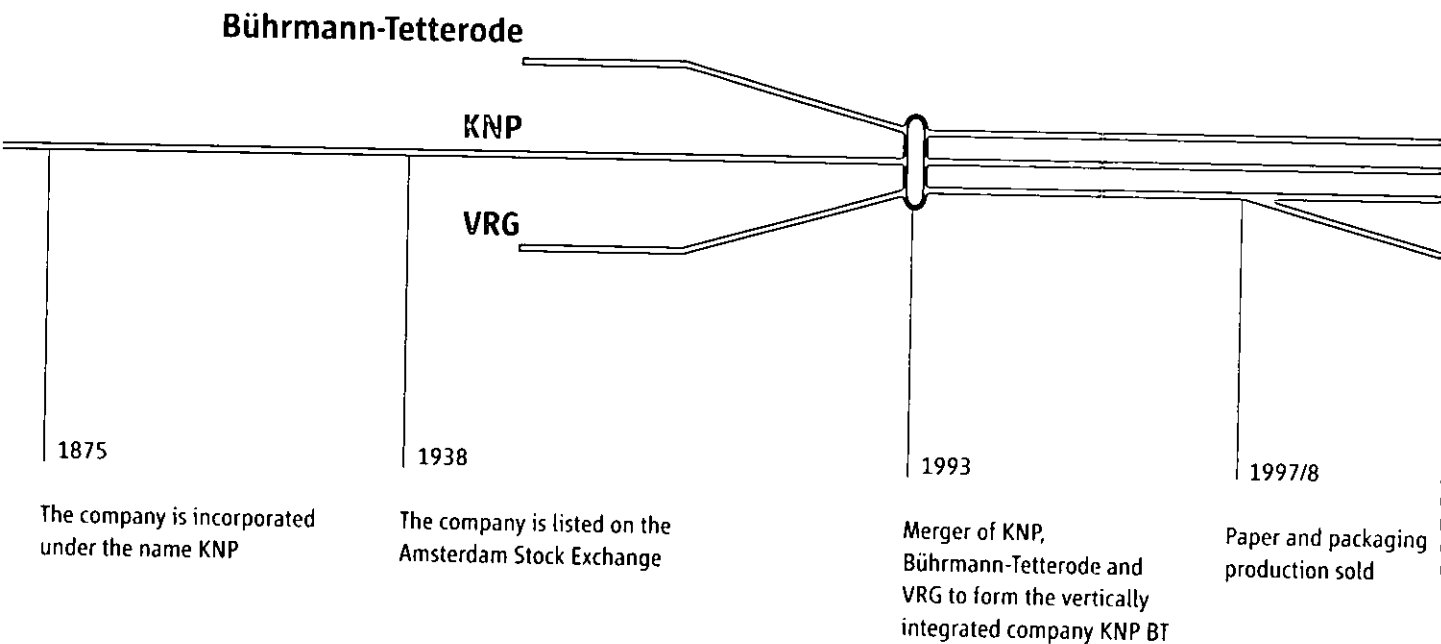 Bührmann-Tetterode
KNP
VRG
1875
The company is incorporated
under the name KNP
1938
The company is listed on the
Amsterdam Stock Exchange
1993
Merger of KNP,
Bührmann-Tetterode and
VRG to form the vertically
integrated company KNP BT
1997/8
Paper and packaging
production sold